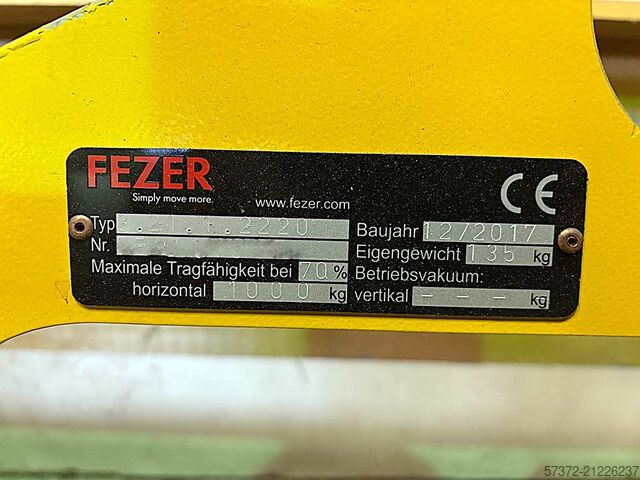 FEZER
Simply move more.
www.fezer.com
CE
Typ 2220
Baujahr 12/2017
Nr.
Eigengewicht 135 kg
Maximale Tragfähigkeit bei 70 % Betriebsvakuum:
horizontal 1000 kg vertikal - - - - kg
57372-21226237